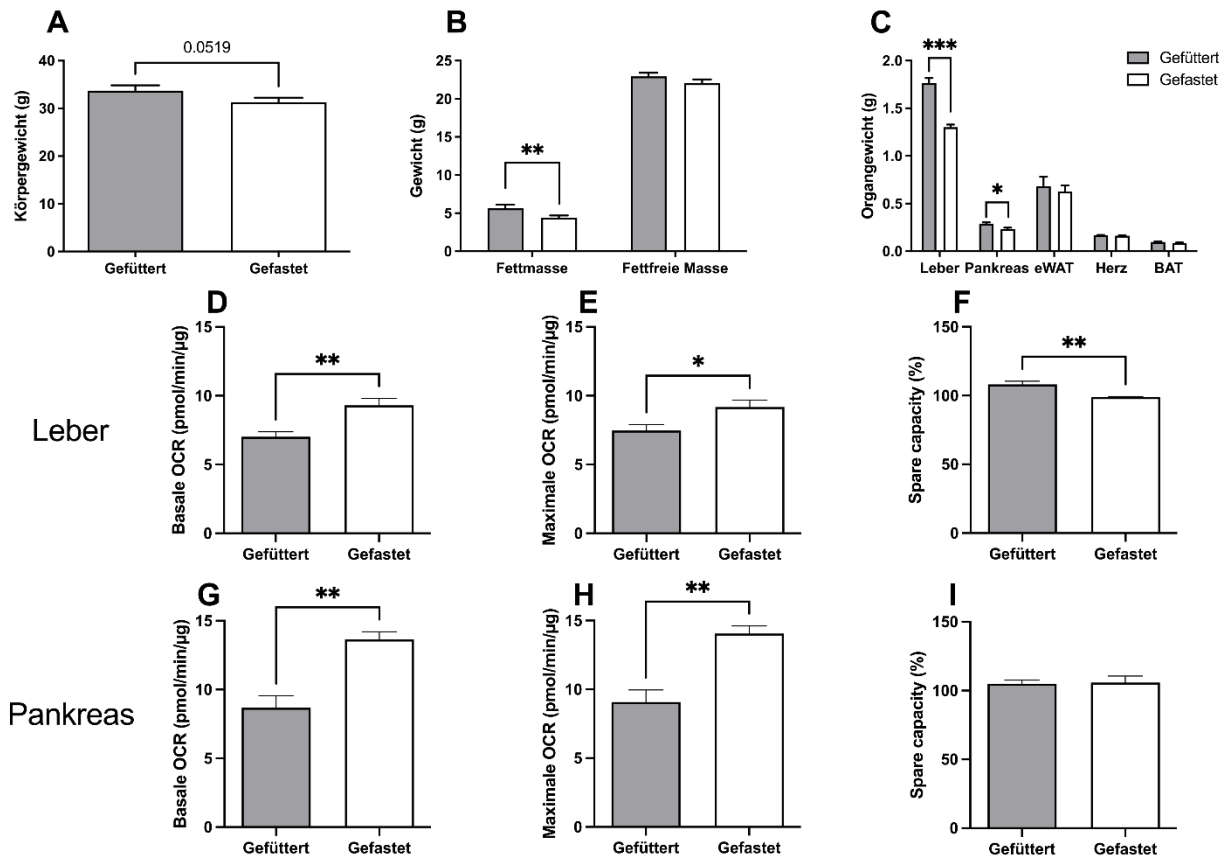 A
0.0519
Körpergewicht (g)
40
30
20
10
0
Gefüttert
Gefastet
B
Gewicht (g)
25
20
15
10
5
0
**
Fettmasse
Fettfreie Masse
C
Organgewicht (g)
2.0
1.5
1.0
0.5
0.0
***
*
Leber
Pankreas
eWAT
Herz
BAT
Gefüttert
Gefastet
Leber
D
Basale OCR (pmol/min/µg)
15
10
5
0
**
Gefüttert
Gefastet
E
Maximale OCR (pmol/min/µg)
15
10
5
0
*
Gefüttert
Gefastet
F
Spare capacity (%)
150
100
50
0
**
Gefüttert
Gefastet
Pankreas
G
Basale OCR (pmol/min/µg)
15
10
5
0
**
Gefüttert
Gefastet
H
Maximale OCR (pmol/min/µg)
15
10
5
0
**
Gefüttert
Gefastet
I
Spare capacity (%)
150
100
50
0
Gefüttert
Gefastet